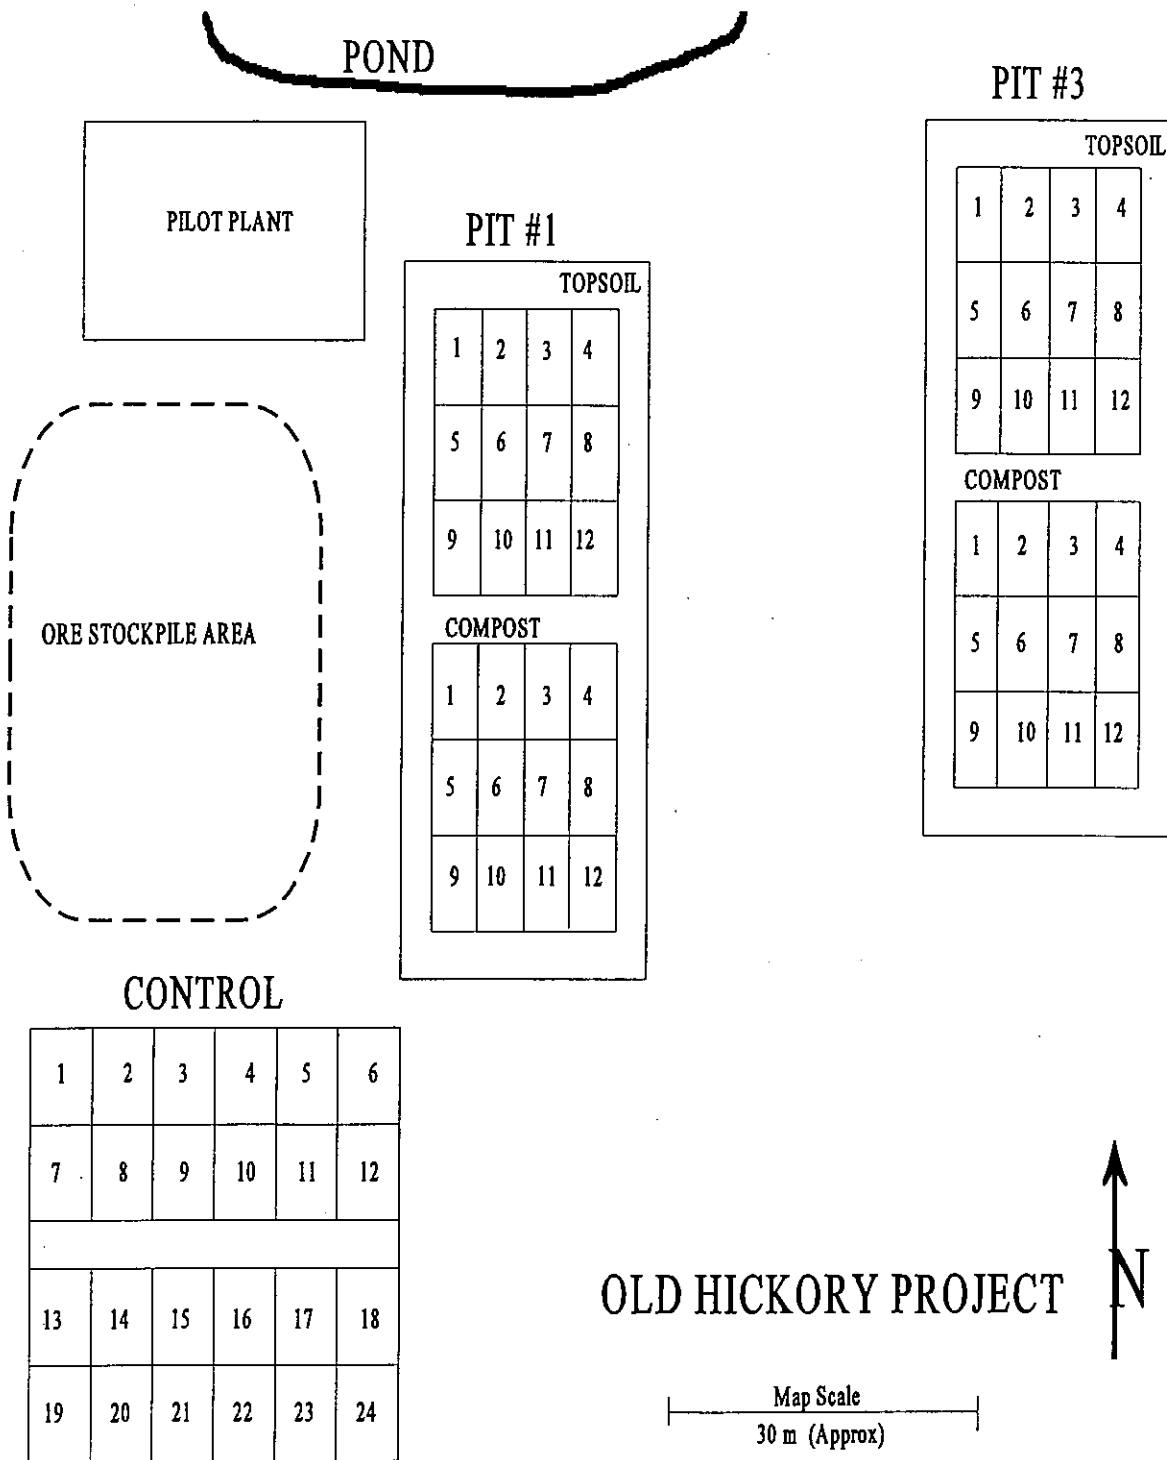 POND
PIT #3
TOPSOIL
1 2 3 4
5 6 7 8
9 10 11 12
COMPOST
1 2 3 4
5 6 7 8
9 10 11 12
PILOT PLANT
PIT #1
TOPSOIL
1 2 3 4
5 6 7 8
9 10 11 12
COMPOST
1 2 3 4
5 6 7 8
9 10 11 12
ORE STOCKPILE AREA
CONTROL
1 2 3 4 5 6
7 8 9 10 11 12
13 14 15 16 17 18
19 20 21 22 23 24
OLD HICKORY PROJECT
N
Map Scale
30 m (Approx)